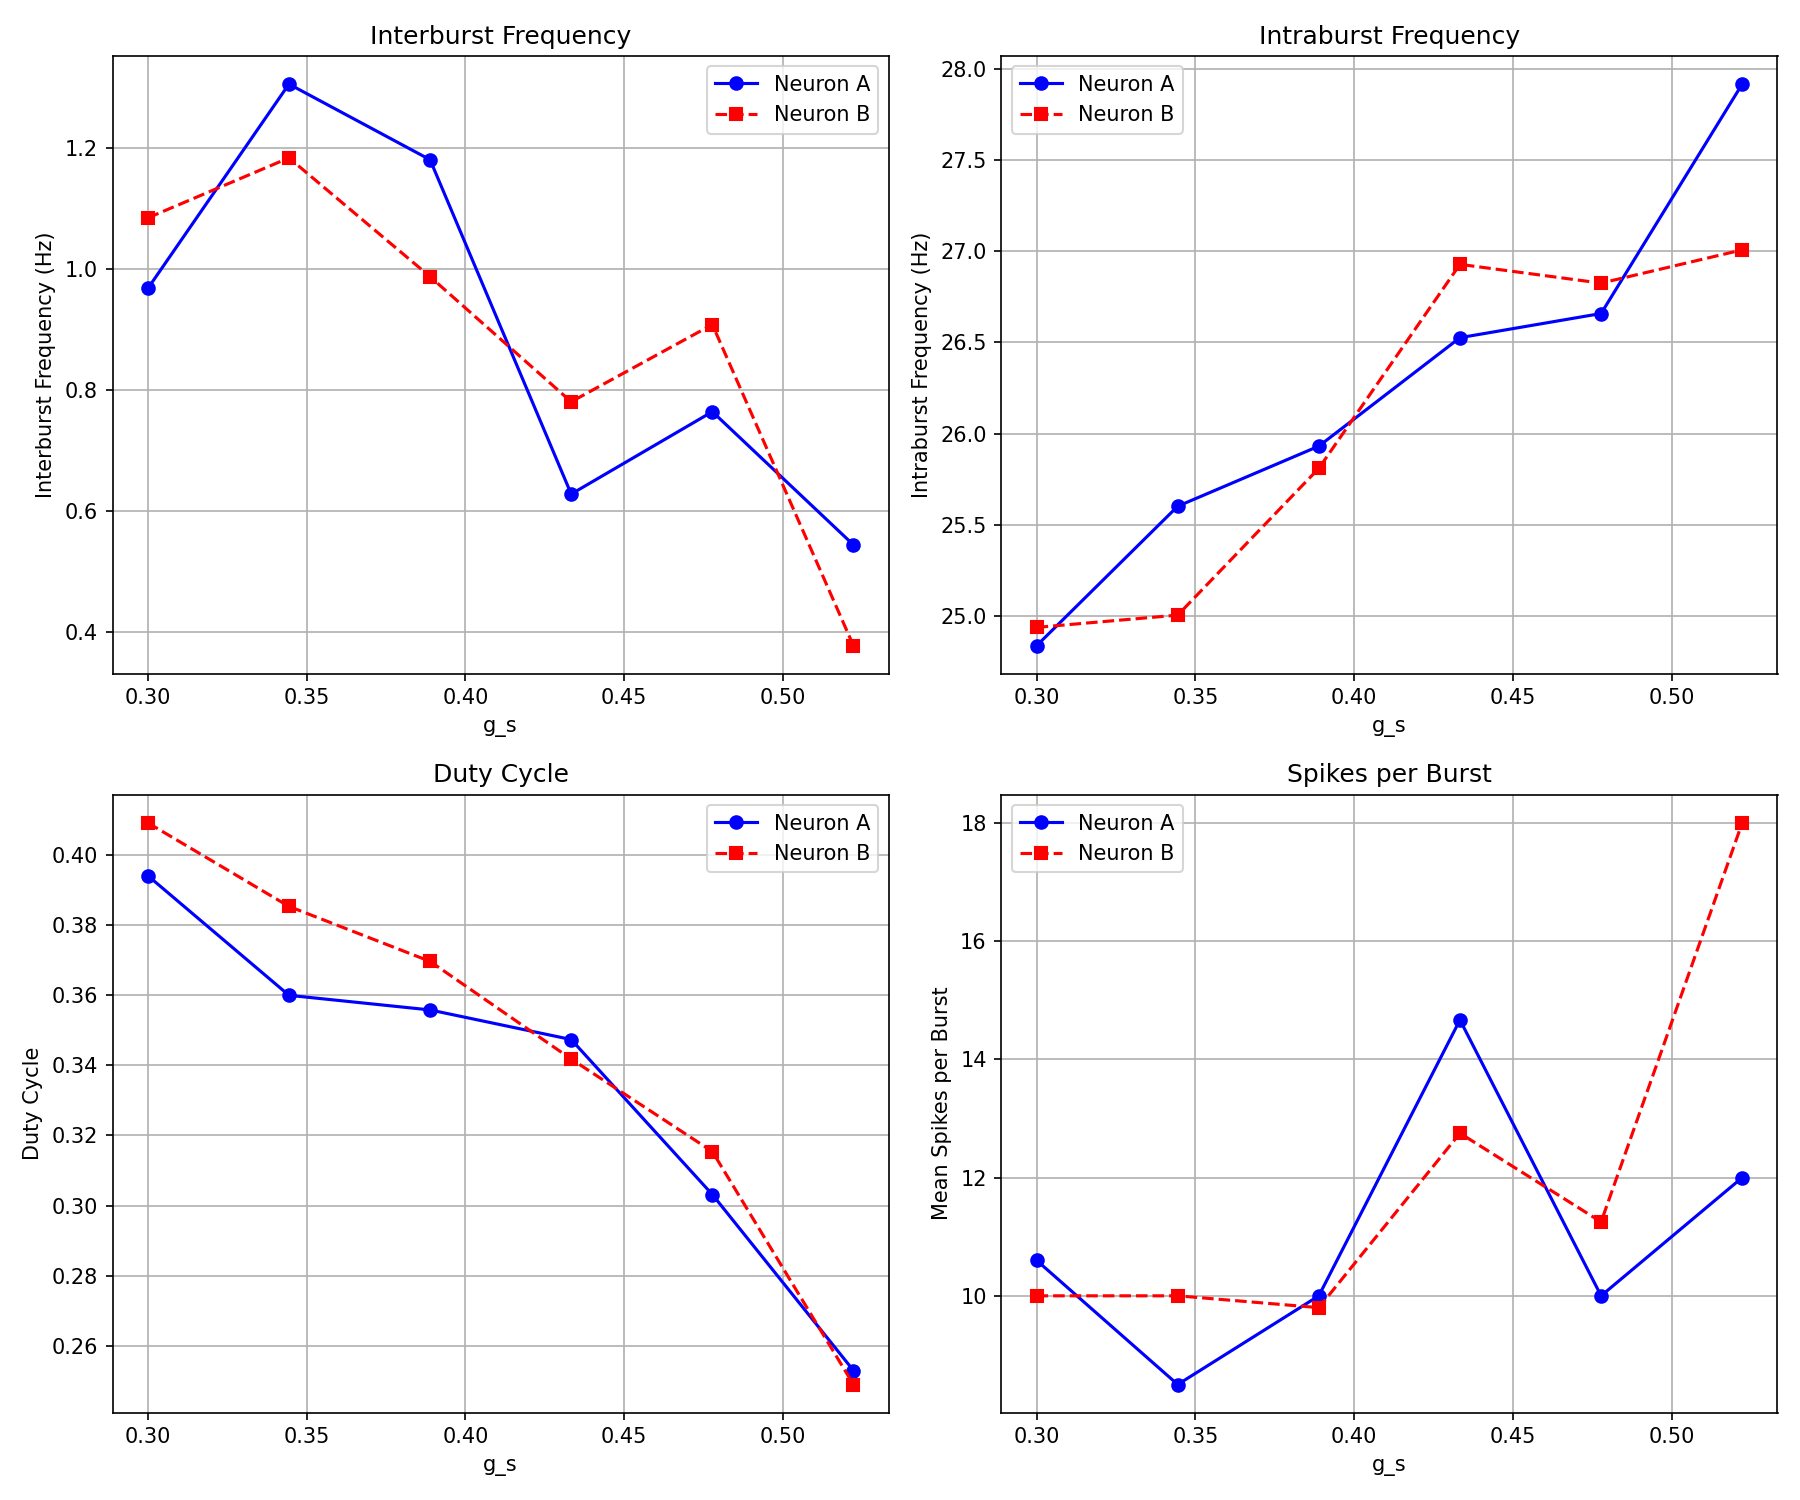 Interburst Frequency
Interburst Frequency (Hz)
1.2
1.0
0.8
0.6
0.4
Neuron A
Neuron B
0.30 0.35 0.40 0.45 0.50
g_s
Intraburst Frequency
Intraburst Frequency (Hz)
28.0
27.5
27.0
26.5
26.0
25.5
25.0
Neuron A
Neuron B
0.30 0.35 0.40 0.45 0.50
g_s
Duty Cycle
Duty Cycle
0.40
0.38
0.36
0.34
0.32
0.30
0.28
0.26
Neuron A
Neuron B
0.30 0.35 0.40 0.45 0.50
g_s
Spikes per Burst
Mean Spikes per Burst
18
16
14
12
10
Neuron A
Neuron B
0.30 0.35 0.40 0.45 0.50
g_s